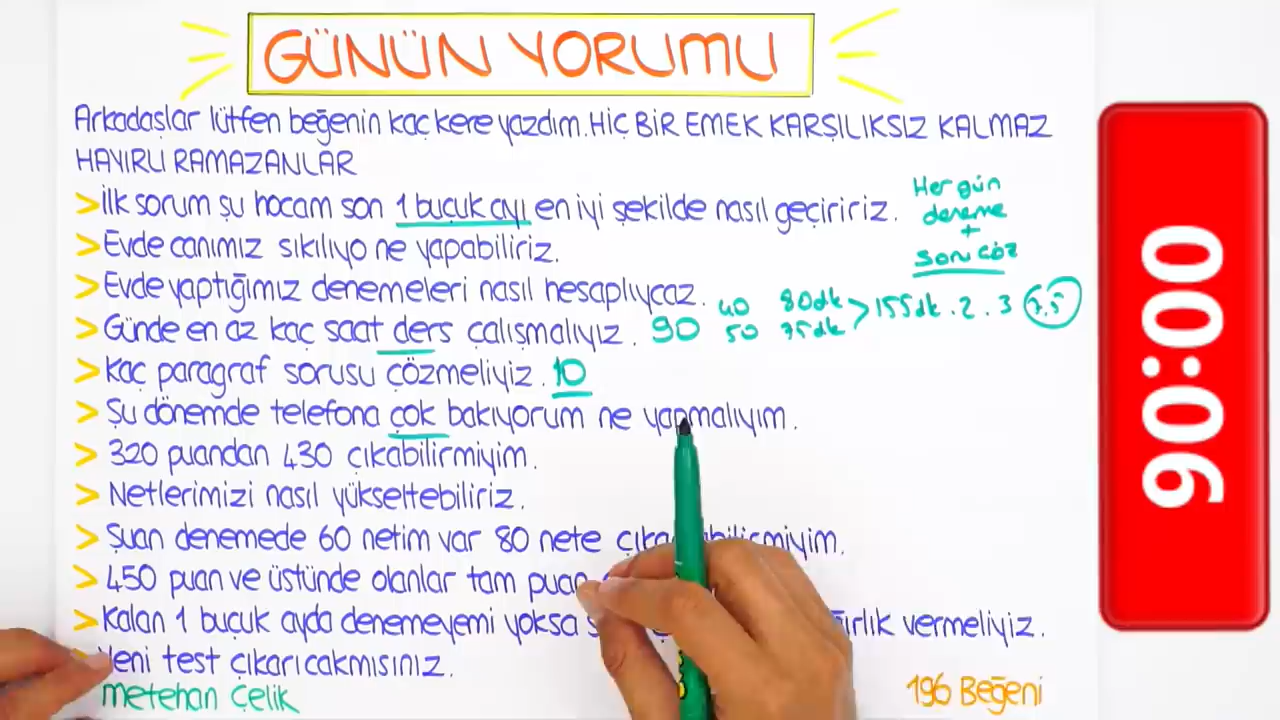 GÜNÜN YORUMU
Arkadaşlar lütfen beğenin kaç kere yazdım. HİÇ BİR EMEK KARŞILIKSIZ KALMAZ
HAYIRLI RAMAZANLAR
> İlk sorum şu hocam son 1 buçuk ayı en iyi şekilde nasıl geçiririz.
Her gün
deneme
+
soru çöz
> Evde canımız sıkılıyo ne yapabiliriz.
> Evde yaptığımız denemeleri nasıl hesaplıycaz.
> Günde en az kaç saat ders çalışmalıyız. 90
40 80dk
50 75dk
> 155dk . 2 . 3 7,5
> Kaç paragraf sorusu çözmeliyiz. 10
> Şu dönemde telefona çok bakıyorum ne yapmalıyım.
> 320 puandan 430 çıkabilirmiyim.
> Netlerimizi nasıl yükseltebiliriz.
> Şuan denemede 60 netim var 80 nete
> 450 puan ve üstünde olanlar tam puan
> Kalan 1 buçuk ayda denemeyemi yoksa vermeliyiz.
Yeni test çıkarıcakmısınız.
Metehan Çelik
196 Beğeni
90:00